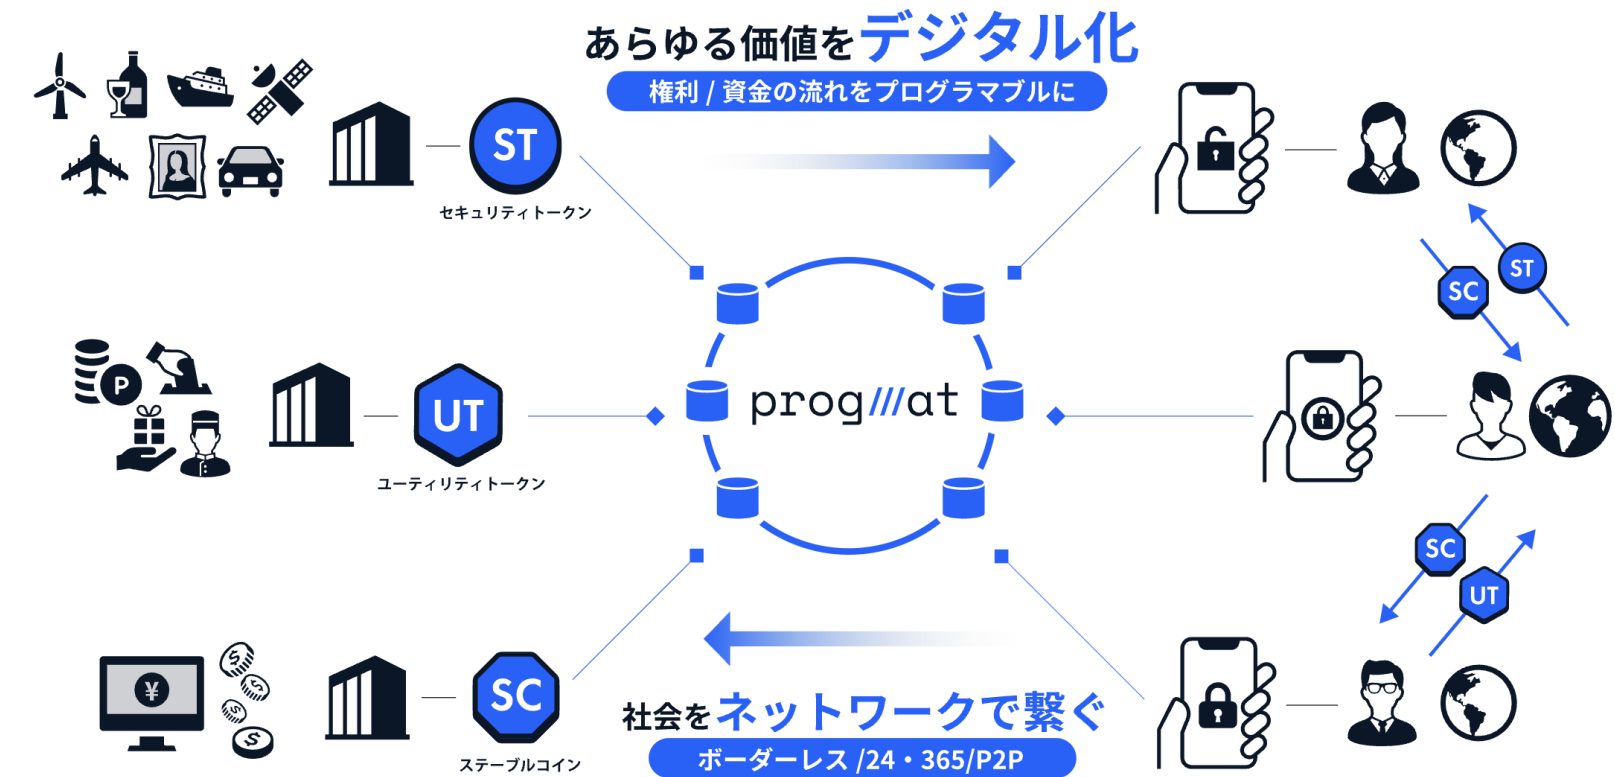 あらゆる価値をデジタル化
権利 / 資金の流れをプログラマブルに
ST
セキュリティトークン
ST
SC
P
UT
ユーティリティトークン
prog///at
SC
UT
¥
$
$
$
$
SC
ステーブルコイン
社会をネットワークで繋ぐ
ボーダーレス /24・365/P2P